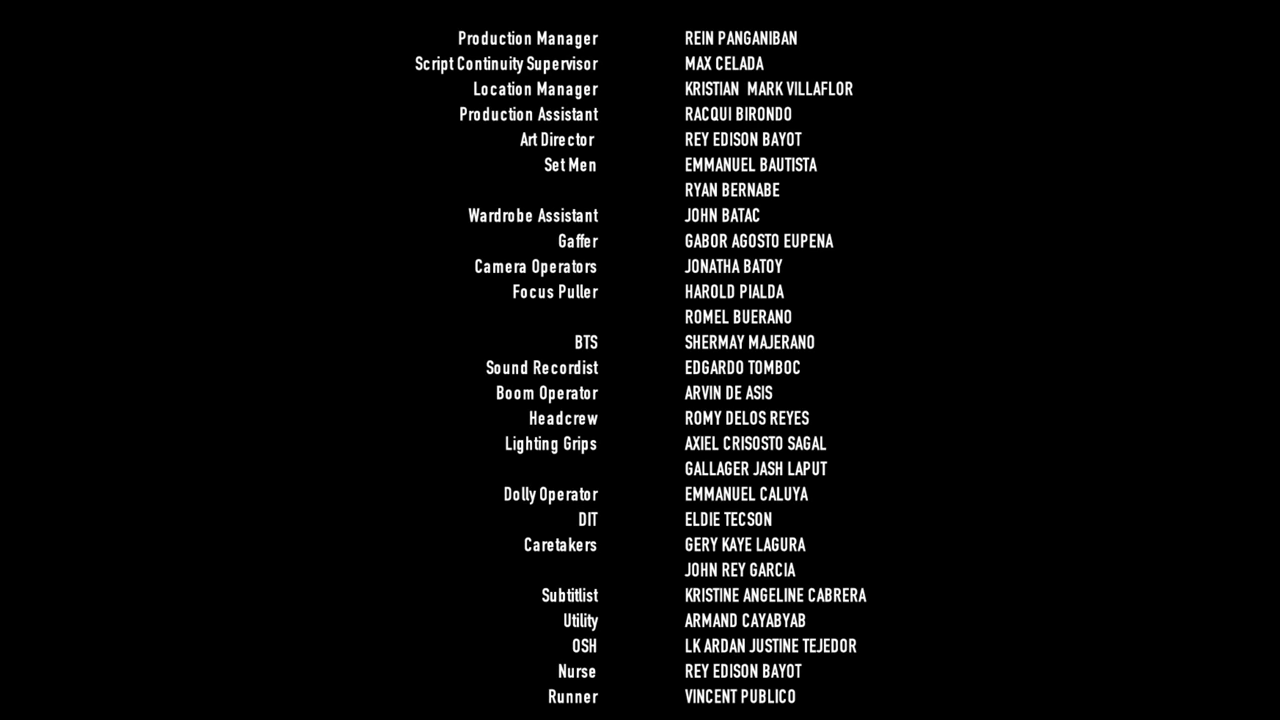 Production Manager REIN PANGANIBAN
Script Continuity Supervisor MAX CELADA
Location Manager KRISTIAN MARK VILLAFLOR
Production Assistant RACQUI BIRONDO
Art Director REY EDISON BAYOT
Set Men EMMANUEL BAUTISTA
RYAN BERNABE
Wardrobe Assistant JOHN BATAC
Gaffer GABOR AGOSTO EUPENA
Camera Operators JONATHA BATOY
Focus Puller HAROLD PIALDA
ROMEL BUERANO
BTS SHERMAY MAJERANO
Sound Recordist EDGARDO TOMBOC
Boom Operator ARVIN DE ASIS
Headcrew ROMY DELOS REYES
Lighting Grips AXIEL CRISOSTO SAGAL
GALLAGER JASH LAPUT
Dolly Operator EMMANUEL CALUYA
DIT ELDIE TECSON
Caretakers GERY KAYE LAGURA
JOHN REY GARCIA
Subtitlist KRISTINE ANGELINE CABRERA
Utility ARMAND CAYABYAB
OSH LK ARDAN JUSTINE TEJEDOR
Nurse REY EDISON BAYOT
Runner VINCENT PUBLICO